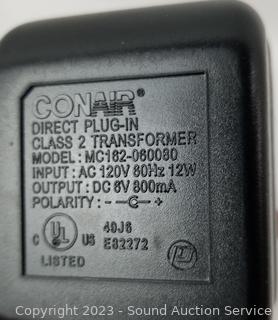 CONAIR®
DIRECT PLUG-IN
CLASS 2 TRANSFORMER
MODEL : MC162-060080
INPUT : AC 120V 60Hz 12W
OUTPUT : DC 6V 800mA
POLARITY : - +
C UL® US 40J6
E82272
LISTED
Copyright © 2023 - Sound Auction Service